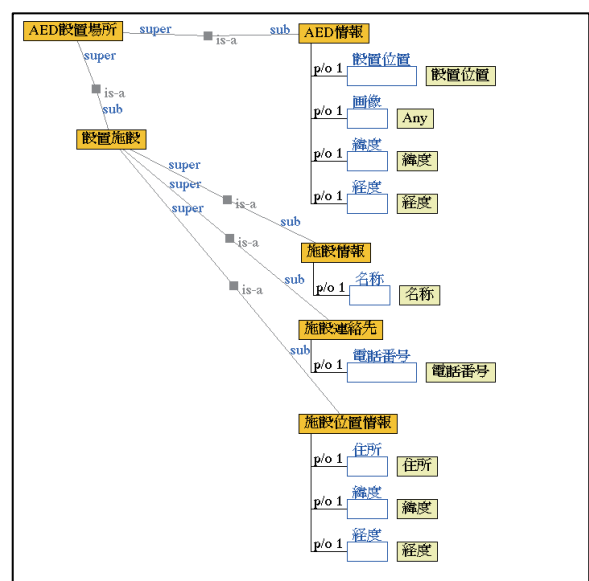 AED設置場所 super is-a sub AED情報
super
is-a
sub
p/o 1 設置位置 設置位置
p/o 1 画像 Any
p/o 1 緯度 緯度
p/o 1 経度 経度
設置施設
super
super
super
is-a
is-a
is-a
sub
施設情報
p/o 1 名称 名称
sub
施設連絡先
p/o 1 電話番号 電話番号
sub
施設位置情報
p/o 1 住所 住所
p/o 1 緯度 緯度
p/o 1 経度 経度